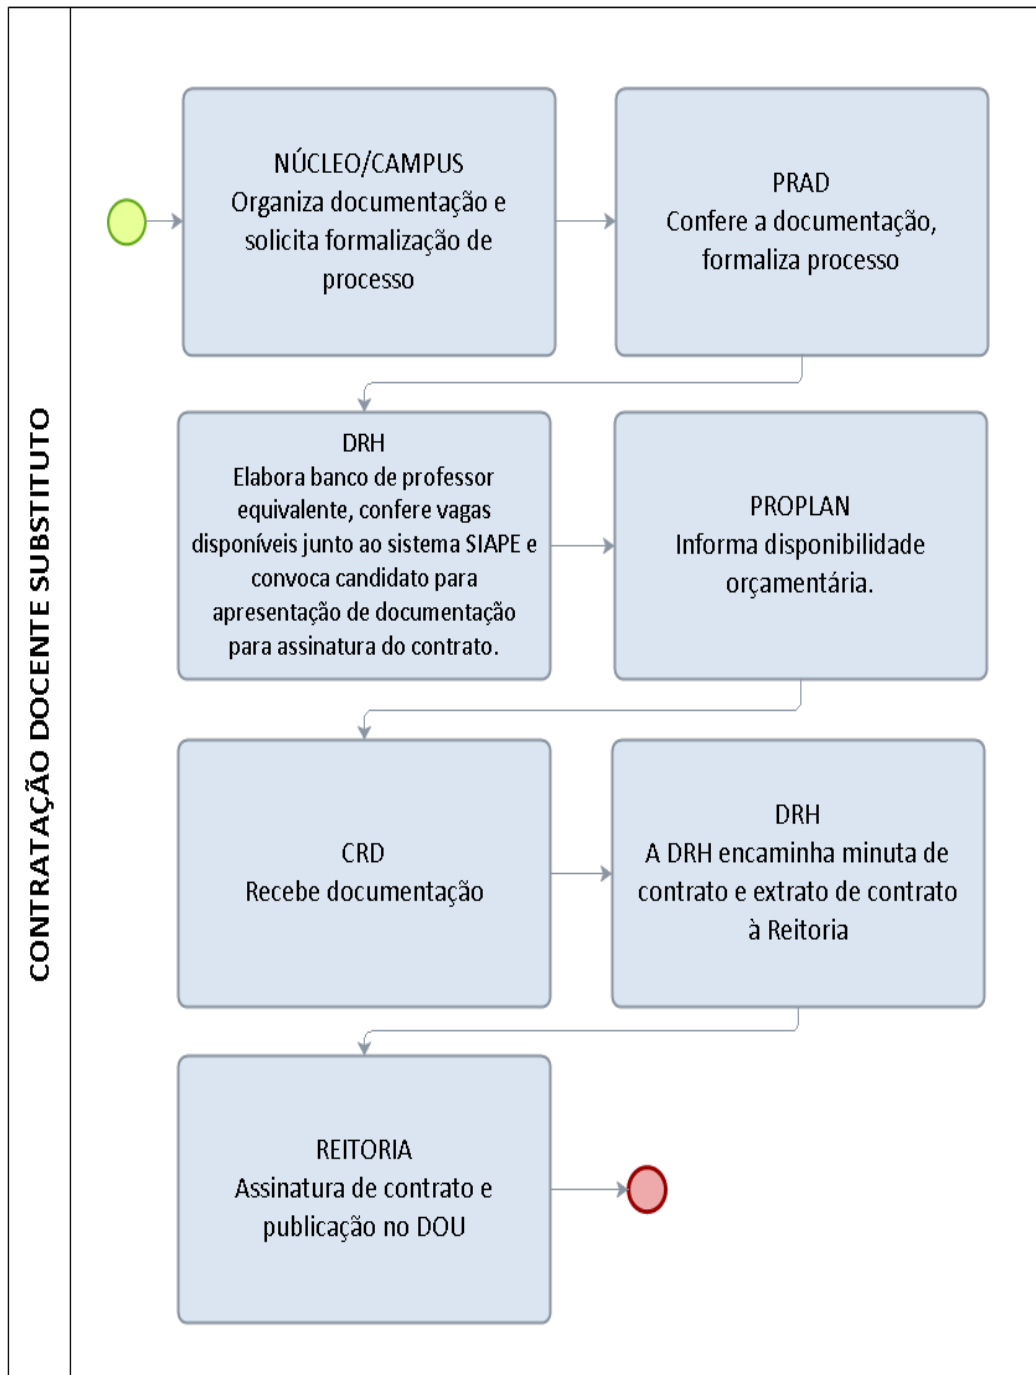 CONTRATAÇÃO DOCENTE SUBSTITUTO
NÚCLEO/CAMPUS
Organiza documentação e
solicita formalização de
processo
PRAD
Confere a documentação,
formaliza processo
DRH
Elabora banco de professor
equivalente, confere vagas
disponíveis junto ao sistema SIAPE e
convoca candidato para
apresentação de documentação
para assinatura do contrato.
PROPLAN
Informa disponibilidade
orçamentária.
CRD
Recebe documentação
DRH
A DRH encaminha minuta de
contrato e extrato de contrato
à Reitoria
REITORIA
Assinatura de contrato e
publicação no DOU